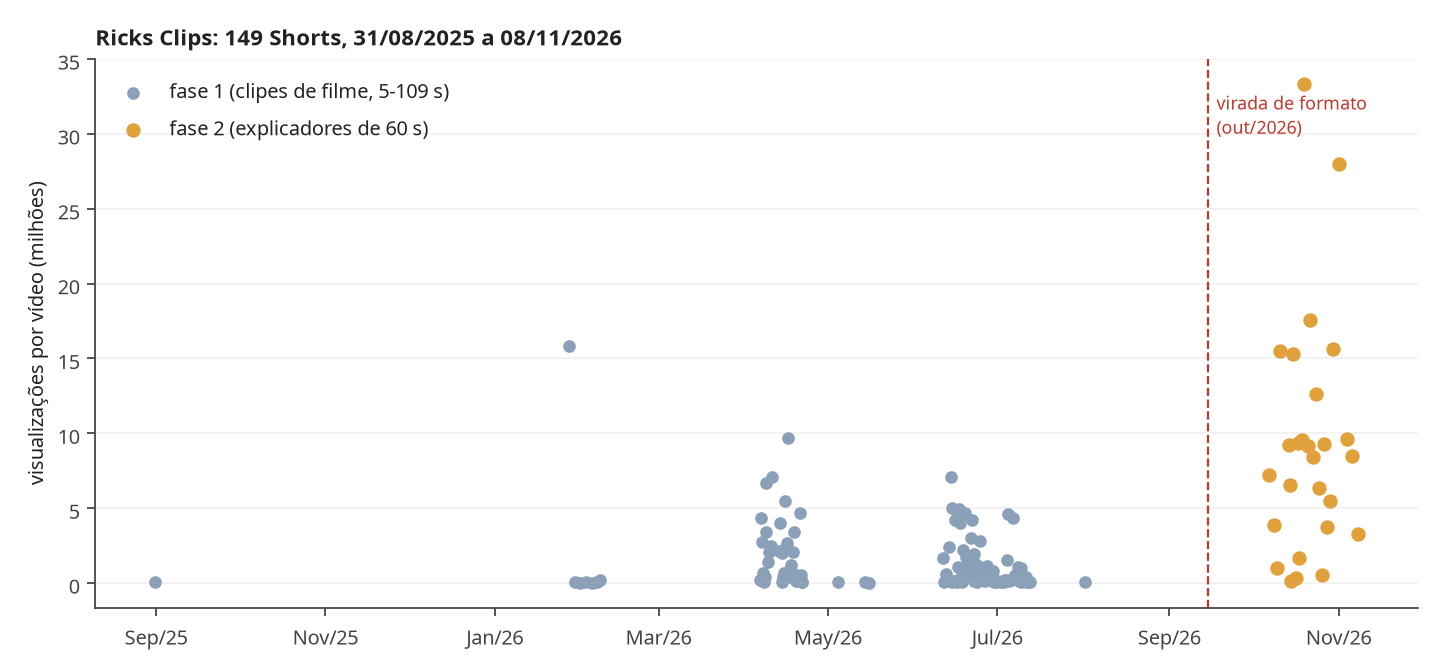 Ricks Clips: 149 Shorts, 31/08/2025 a 08/11/2026
visualizações por vídeo (milhões)
35
30
25
20
15
10
5
0
fase 1 (clipes de filme, 5-109 s)
fase 2 (explicadores de 60 s)
virada de formato
(out/2026)
Sep/25
Nov/25
Jan/26
Mar/26
May/26
Jul/26
Sep/26
Nov/26